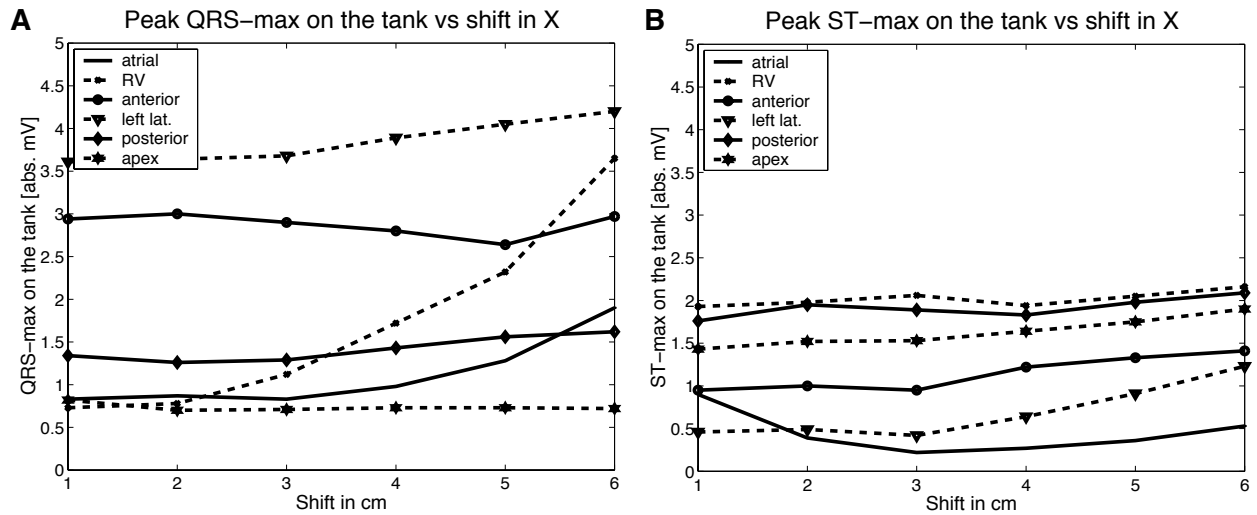 A
Peak QRS−max on the tank vs shift in X
5
4.5
4
3.5
3
2.5
2
1.5
1
0.5
0
QRS−max on the tank [abs. mV]
atrial
RV
anterior
left lat.
posterior
apex
1 2 3 4 5 6
Shift in cm
B
Peak ST−max on the tank vs shift in X
5
4.5
4
3.5
3
2.5
2
1.5
1
0.5
0
ST−max on the tank [abs. mV]
atrial
RV
anterior
left lat.
posterior
apex
1 2 3 4 5 6
Shift in cm